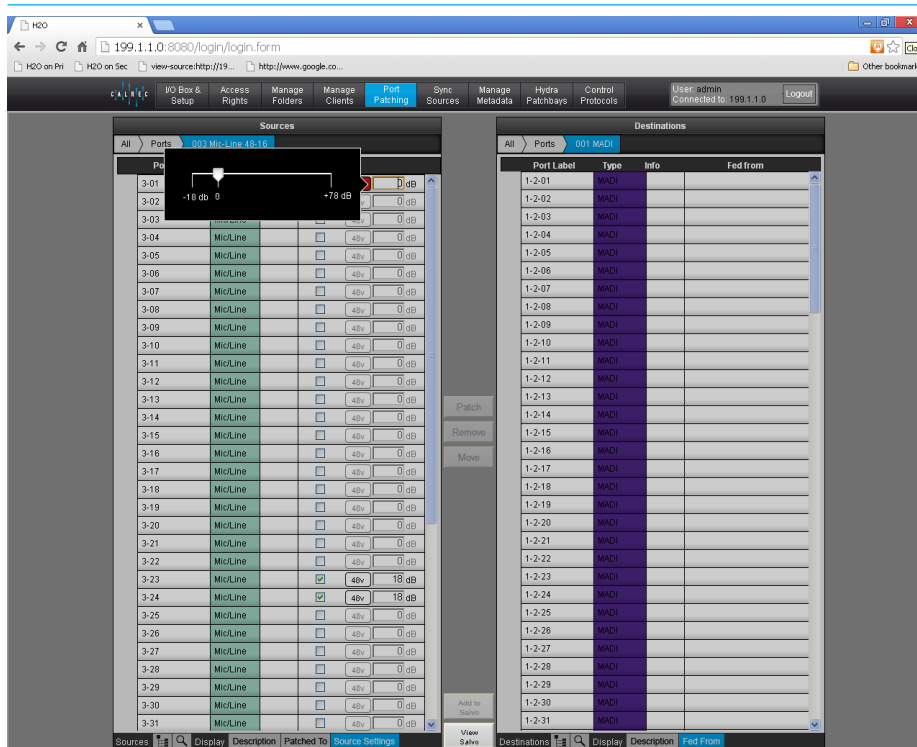 H2O
199.1.1.0:8080/login/login.form
H2O on Pri H2O on Sec view-source:http://19... http://www.google.co... Other bookmark
CALREC I/O Box & Setup Access Rights Manage Folders Manage Clients Port Patching Sync Sources Manage Metadata Hydra Patchbays Control Protocols User: admin Connected to: 199.1.1.0 Logout
Sources
All Ports 003 Mic-Line 48-16
Po
-18 db 0 +78 dB
3-01 0 dB
3-02 0 dB
3-03 0 dB
3-04 Mic/Line 48v 0 dB
3-05 Mic/Line 48v 0 dB
3-06 Mic/Line 48v 0 dB
3-07 Mic/Line 48v 0 dB
3-08 Mic/Line 48v 0 dB
3-09 Mic/Line 48v 0 dB
3-10 Mic/Line 48v 0 dB
3-11 Mic/Line 48v 0 dB
3-12 Mic/Line 48v 0 dB
3-13 Mic/Line 48v 0 dB
3-14 Mic/Line 48v 0 dB
3-15 Mic/Line 48v 0 dB
3-16 Mic/Line 48v 0 dB
3-17 Mic/Line 48v 0 dB
3-18 Mic/Line 48v 0 dB
3-19 Mic/Line 48v 0 dB
3-20 Mic/Line 48v 0 dB
3-21 Mic/Line 48v 0 dB
3-22 Mic/Line 48v 0 dB
3-23 Mic/Line 48v 18 dB
3-24 Mic/Line 48v 18 dB
3-25 Mic/Line 48v 0 dB
3-26 Mic/Line 48v 0 dB
3-27 Mic/Line 48v 0 dB
3-28 Mic/Line 48v 0 dB
3-29 Mic/Line 48v 0 dB
3-30 Mic/Line 48v 0 dB
3-31 Mic/Line 48v 0 dB
Sources Display Description Patched To Source Settings
Patch
Remove
Move
Add to Salvo
View Salvo
Destinations
All Ports 001 MADI
Port Label Type Info Fed from
1-2-01 MADI
1-2-02 MADI
1-2-03 MADI
1-2-04 MADI
1-2-05 MADI
1-2-06 MADI
1-2-07 MADI
1-2-08 MADI
1-2-09 MADI
1-2-10 MADI
1-2-11 MADI
1-2-12 MADI
1-2-13 MADI
1-2-14 MADI
1-2-15 MADI
1-2-16 MADI
1-2-17 MADI
1-2-18 MADI
1-2-19 MADI
1-2-20 MADI
1-2-21 MADI
1-2-22 MADI
1-2-23 MADI
1-2-24 MADI
1-2-25 MADI
1-2-26 MADI
1-2-27 MADI
1-2-28 MADI
1-2-29 MADI
1-2-30 MADI
1-2-31 MADI
Destinations Display Description Fed From